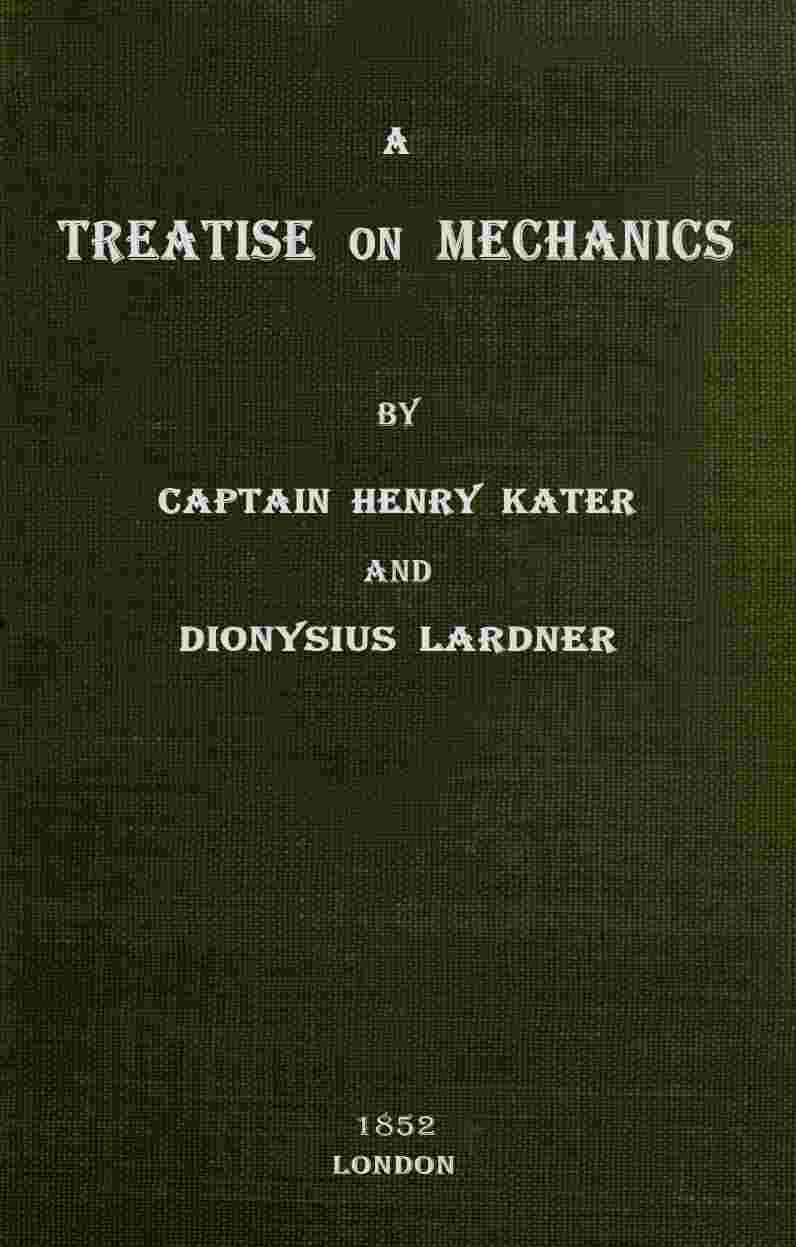 A
TREATISE ON MECHANICS
BY
CAPTAIN HENRY KATER
AND
DIONYSIUS LARDNER
1852
LONDON